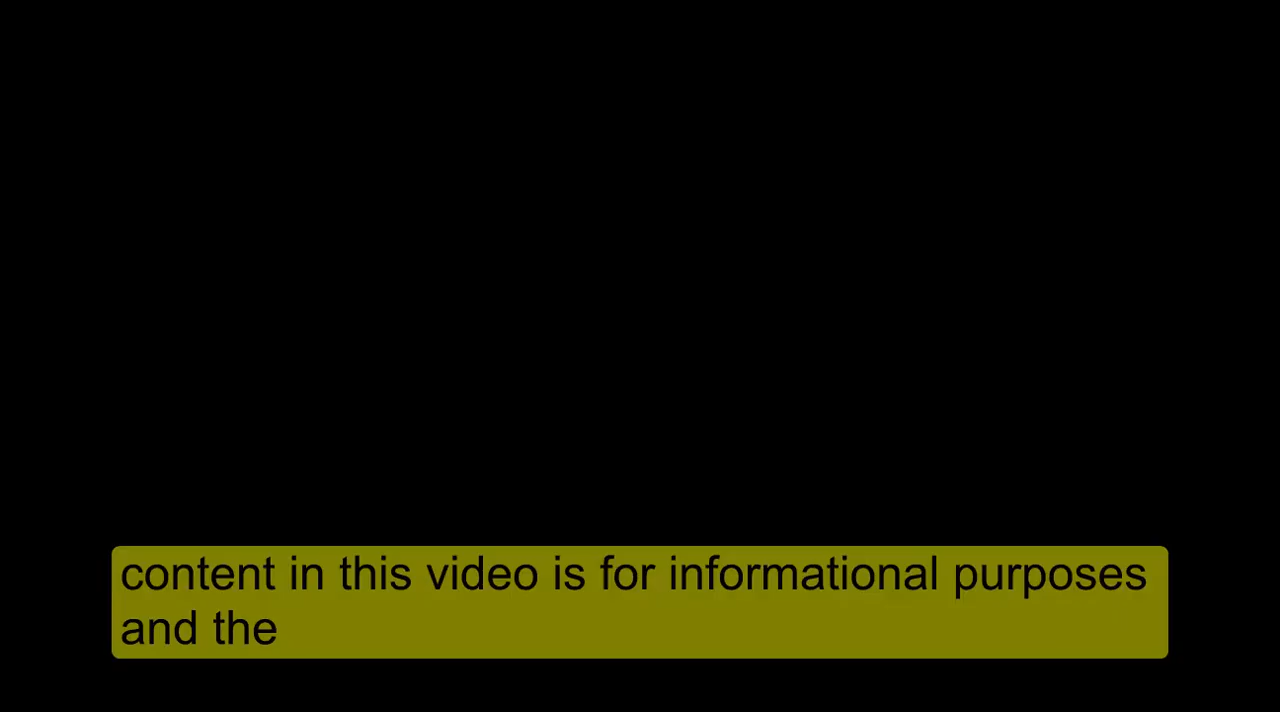 content in this video is for informational purposes
and the